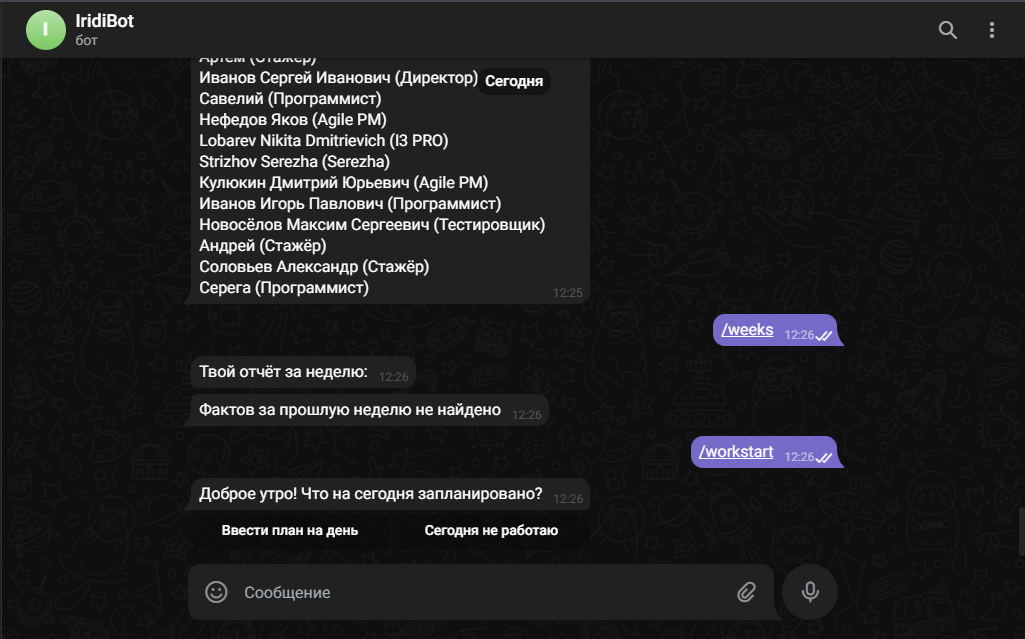 I
IridiBot
бот
Артём (Стажёр)
Иванов Сергей Иванович (Директор)
Сегодня
Савелий (Программист)
Нефедов Яков (Agile PM)
Lobarev Nikita Dmitrievich (I3 PRO)
Strizhov Serezha (Serezha)
Кулюкин Дмитрий Юрьевич (Agile PM)
Иванов Игорь Павлович (Программист)
Новосёлов Максим Сергеевич (Тестировщик)
Андрей (Стажёр)
Соловьев Александр (Стажёр)
Серега (Программист)
12:25
/weeks 12:26
Твой отчёт за неделю: 12:26
Фактов за прошлую неделю не найдено 12:26
/workstart 12:26
Доброе утро! Что на сегодня запланировано? 12:26
Ввести план на день
Сегодня не работаю
Сообщение